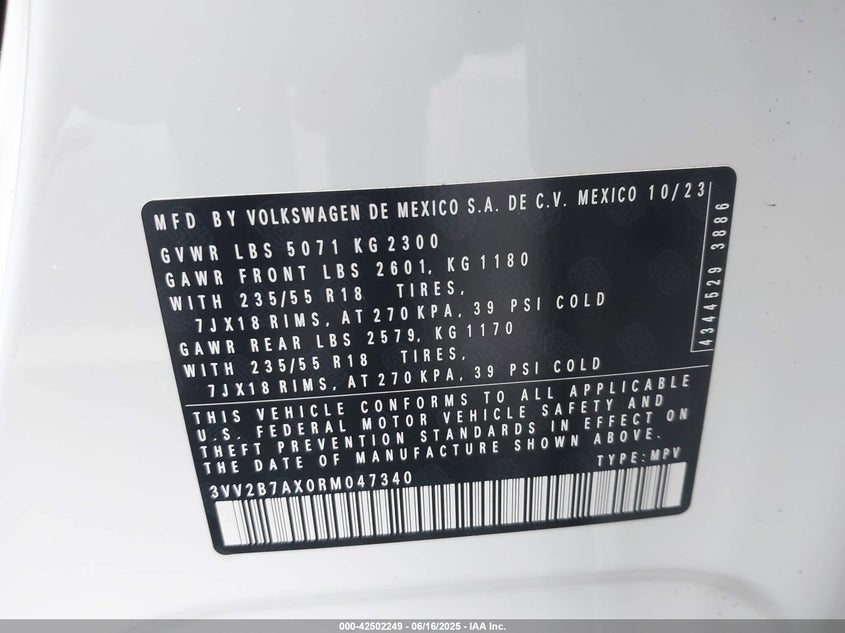 MFD BY VOLKSWAGEN DE MEXICO S.A. DE C.V. MEXICO 10/23
GVWR LBS 5071 KG 2300
GAWR FRONT LBS 2601, KG 1180
WITH 235/55 R18 TIRES,
7JX18 RIMS, AT 270 KPA, 39 PSI COLD
GAWR REAR LBS 2579, KG 1170
WITH 235/55 R18 TIRES,
7JX18 RIMS, AT 270 KPA, 39 PSI COLD
4344529 3886
THIS VEHICLE CONFORMS TO ALL APPLICABLE
U.S. FEDERAL MOTOR VEHICLE SAFETY AND
THEFT PREVENTION STANDARDS IN EFFECT ON
THE DATE OF MANUFACTURE SHOWN ABOVE.
TYPE: MPV
3VV2B7AX0RM047340
000-42502249 | 06/16/2025 - IAA Inc.